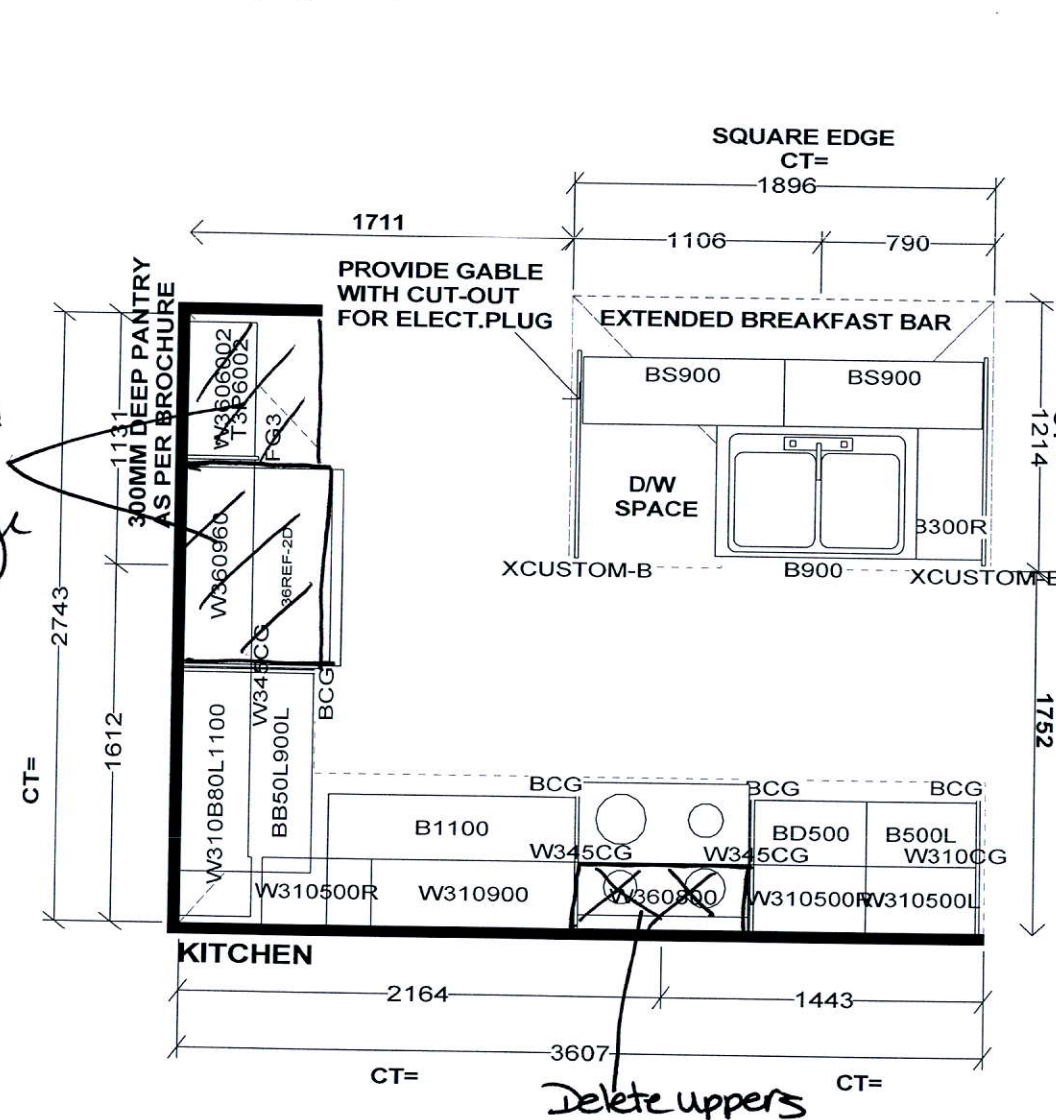 SQUARE EDGE
CT=
1896
1711
1106
790
PROVIDE GABLE
WITH CUT-OUT
FOR ELECT.PLUG
EXTENDED BREAKFAST BAR
300MM DEEP PANTRY
AS PER BROCHURE
W3606002
T3P6002
FG3
BS900
BS900
1131
1214
D/W
SPACE
B300R
XCUSTOM-B
B900
XCUSTOM-B
W360960
36REF-2D
2743
W345CG
BCG
1612
W310B80L1100
BB50L900L
1752
CT=
BCG
BCG
BCG
B1100
BD500
B500L
W345CG
W345CG
W310CG
W310500R
W310900
W360800
W310500R
W310500L
KITCHEN
2164
1443
3607
CT=
CT=
Delete uppers